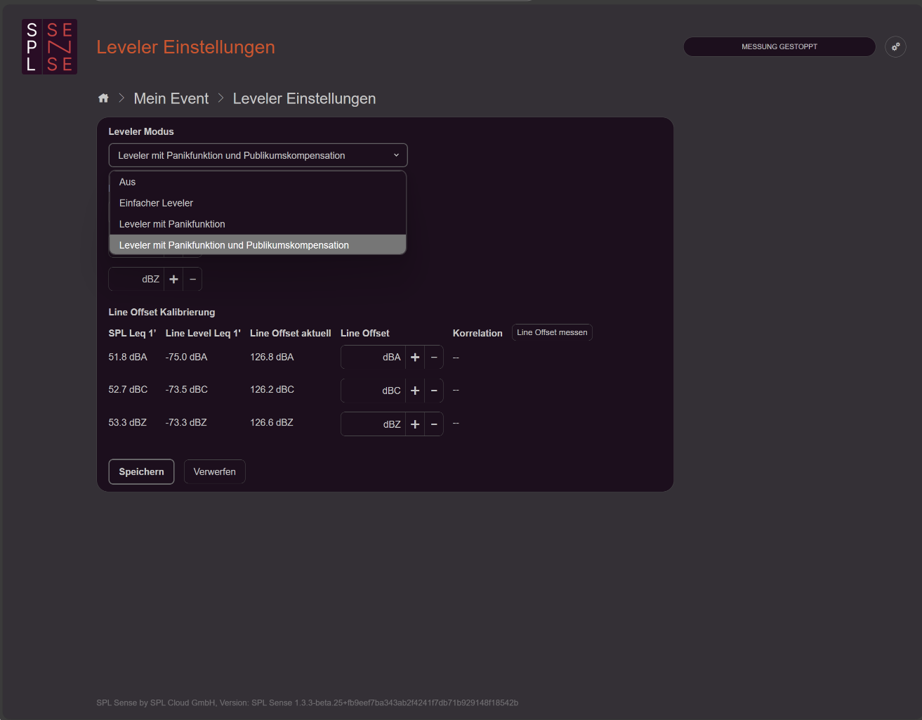 SPL
SENSE
Leveler Einstellungen
MESSUNG GESTOPPT
Mein Event > Leveler Einstellungen
Leveler Modus
Leveler mit Panikfunktion und Publikumskompensation
Aus
Einfacher Leveler
Leveler mit Panikfunktion
Leveler mit Panikfunktion und Publikumskompensation
dBZ + −
Line Offset Kalibrierung
SPL Leq 1' Line Level Leq 1' Line Offset aktuell Line Offset Korrelation Line Offset messen
51.8 dBA -75.0 dBA 126.8 dBA dBA + − --
52.7 dBC -73.5 dBC 126.2 dBC dBC + − --
53.3 dBZ -73.3 dBZ 126.6 dBZ dBZ + − --
Speichern Verwerfen
SPL Sense by SPL Cloud GmbH, Version: SPL Sense 1.3.3-beta.25+fb9eef7ba343ab2f4241f7db71b929148f18542b